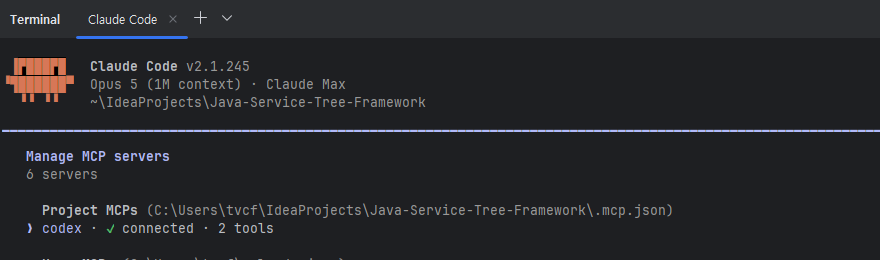 Terminal
Claude Code × + ⌄
Claude Code v2.1.245
Opus 5 (1M context) · Claude Max
~\IdeaProjects\Java-Service-Tree-Framework
Manage MCP servers
6 servers
Project MCPs (C:\Users\tvcf\IdeaProjects\Java-Service-Tree-Framework\.mcp.json)
❯ codex · ✓ connected · 2 tools